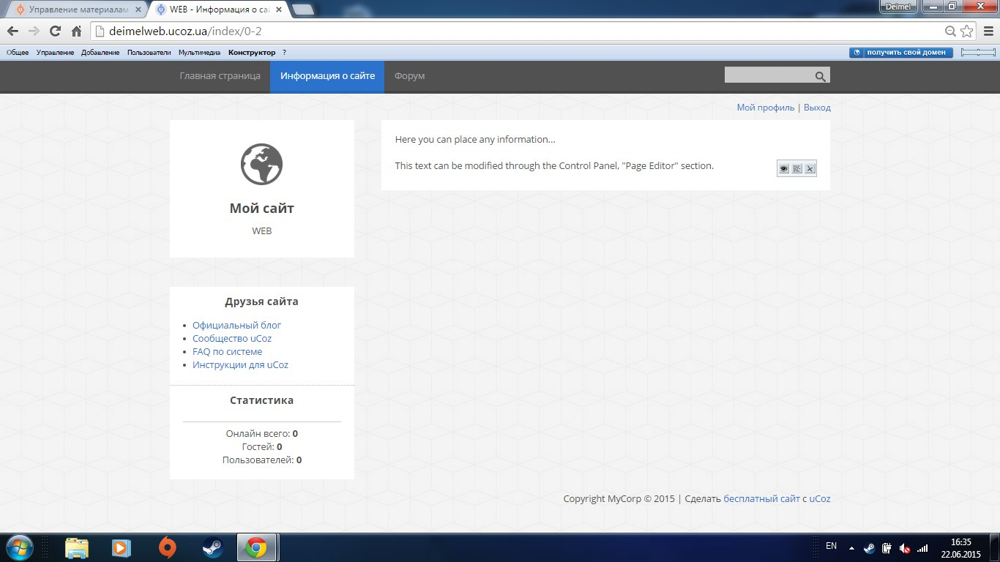 Управление материалам
WEB - Информация о сай
Deimel
deimelweb.ucoz.ua/index/0-2
Общее Управление Добавление Пользователи Мультимедиа Конструктор ?
получить свой домен
Главная страница Информация о сайте Форум
Мой профиль | Выход
Мой сайт
WEB
Here you can place any information...
This text can be modified through the Control Panel, "Page Editor" section.
Друзья сайта
Официальный блог
Сообщество uCoz
FAQ по системе
Инструкции для uCoz
Статистика
Онлайн всего: 0
Гостей: 0
Пользователей: 0
Copyright MyCorp © 2015 | Сделать бесплатный сайт с uCoz
EN
16:35
22.06.2015